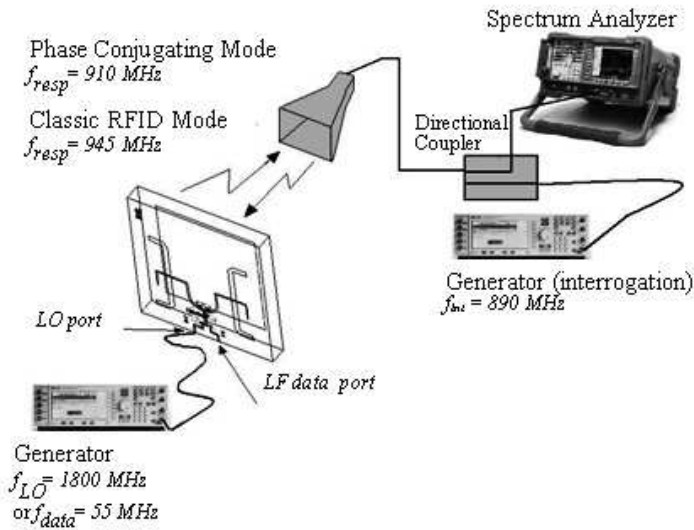 Spectrum Analyzer
Phase Conjugating Mode
fresp= 910 MHz
Classic RFID Mode
fresp= 945 MHz
Directional
Coupler
Generator (interrogation)
fint = 890 MHz
LO port
LF data port
Generator
fLO= 1800 MHz
or fdata= 55 MHz